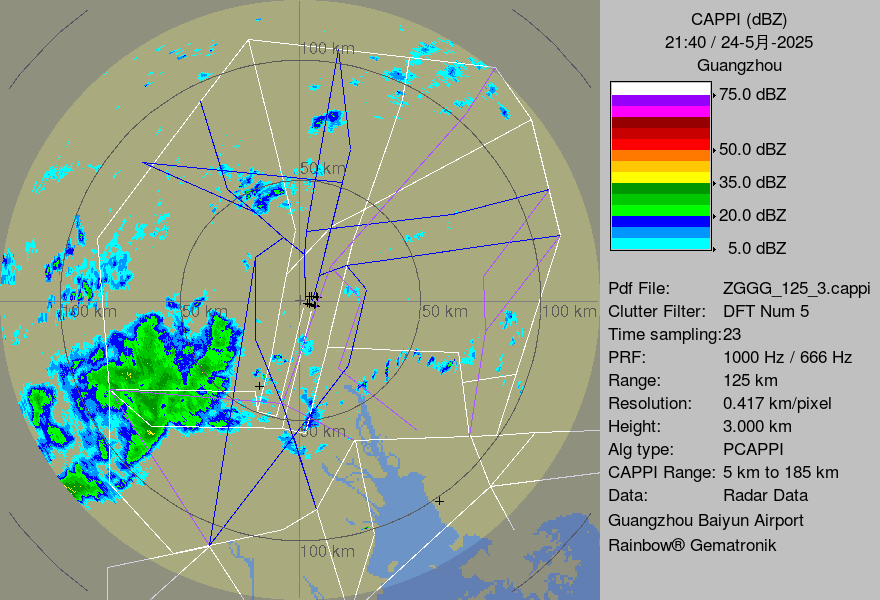 CAPPI (dBZ)
21:40 / 24-5月-2025
Guangzhou
75.0 dBZ
50.0 dBZ
35.0 dBZ
20.0 dBZ
5.0 dBZ
Pdf File: ZGGG_125_3.cappi
Clutter Filter: DFT Num 5
Time sampling:23
PRF: 1000 Hz / 666 Hz
Range: 125 km
Resolution: 0.417 km/pixel
Height: 3.000 km
Alg type: PCAPPI
CAPPI Range: 5 km to 185 km
Data: Radar Data
Guangzhou Baiyun Airport
Rainbow® Gematronik
100 km
50 km
100 km
50 km
50 km
100 km
50 km
100 km